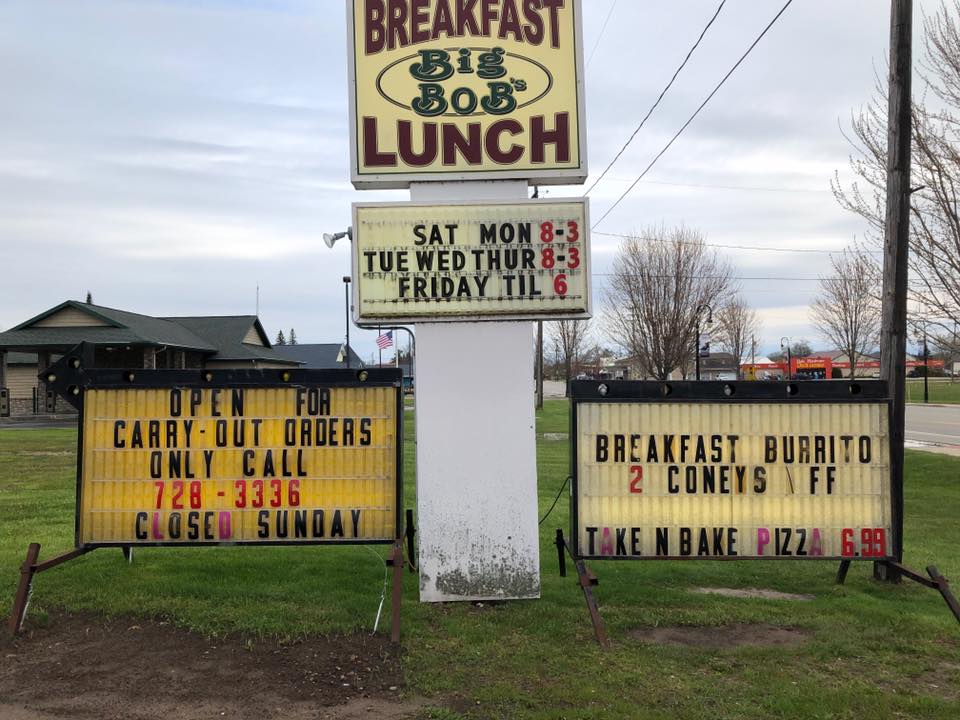 BREAKFAST
Big
BOB's
LUNCH
SAT MON 8-3
TUE WED THUR 8-3
FRIDAY TIL 6
OPEN FOR
CARRY-OUT ORDERS
ONLY CALL
728-3336
CLOSED SUNDAY
BREAKFAST BURRITO
2 CONEYS \ FF
TAKE N BAKE PIZZA 6.99